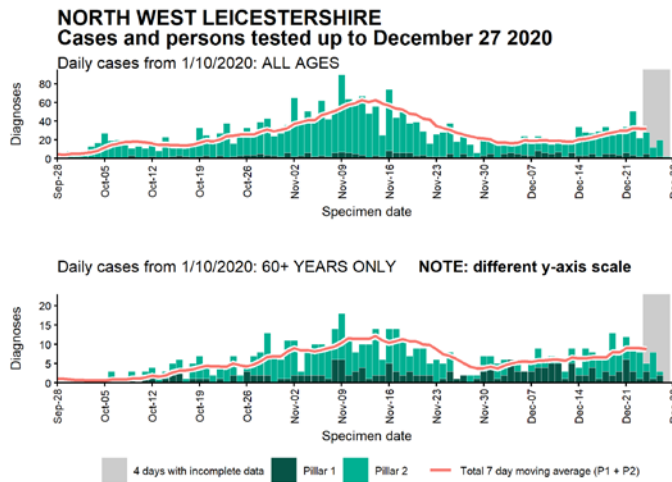 NORTH WEST LEICESTERSHIRE
Cases and persons tested up to December 27 2020
Daily cases from 1/10/2020: ALL AGES
Diagnoses
80
60
40
20
0
Sep-28
Oct-05
Oct-12
Oct-19
Oct-26
Nov-02
Nov-09
Nov-16
Nov-23
Nov-30
Dec-07
Dec-14
Dec-21
Specimen date
Daily cases from 1/10/2020: 60+ YEARS ONLY NOTE: different y-axis scale
Diagnoses
20
15
10
5
0
Sep-28
Oct-05
Oct-12
Oct-19
Oct-26
Nov-02
Nov-09
Nov-16
Nov-23
Nov-30
Dec-07
Dec-14
Dec-21
Specimen date
4 days with incomplete data Pillar 1 Pillar 2 Total 7 day moving average (P1 + P2)